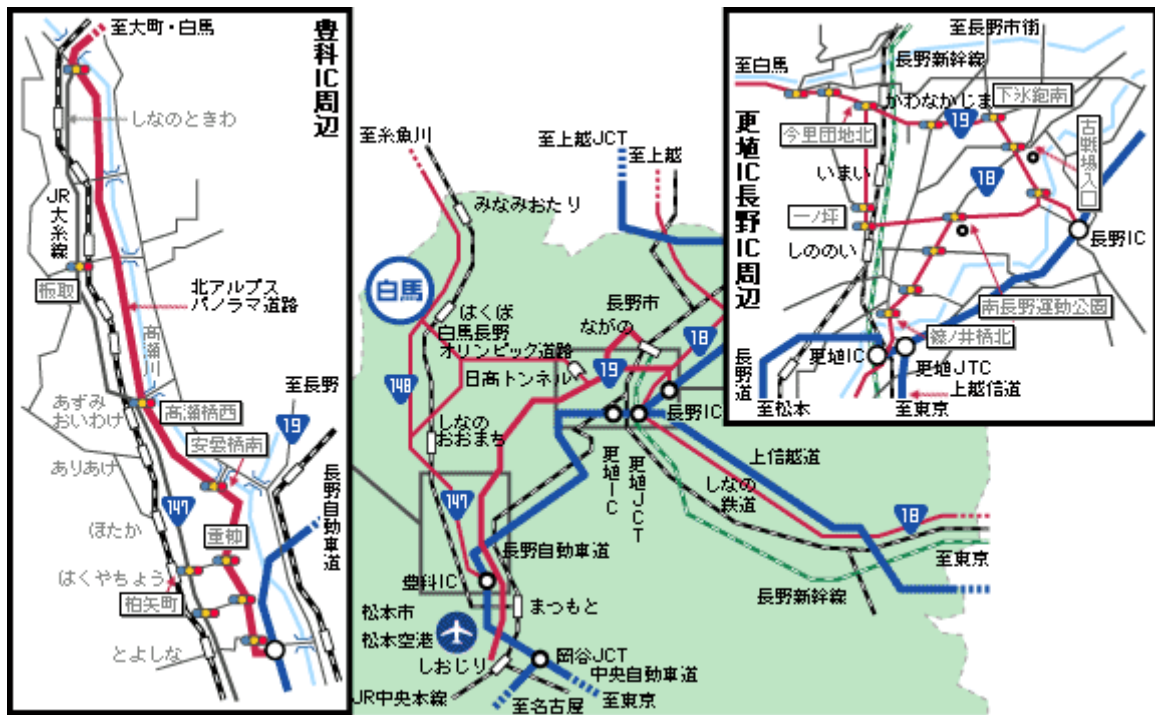 至大町・白馬
豊科IC周辺
しなのときわ
JR大糸線
板取
北アルプス
パノラマ道路
高瀬川
至長野
19
あずみ
おいわけ
高瀬橋西
安曇橋南
ありあけ
147
長野自動車道
ほたか
重柳
はくやちょう
柏矢町
とよしな
至糸魚川
至上越JCT
至上越
みなみおたり
白馬
はくば
白馬長野
オリンピック道路
日高トンネル
長野市
ながの
18
19
148
長野IC
しなの
おおまち
更埴IC
更埴JCT
上信越道
しなの
鉄道
147
18
長野自動車道
至東京
豊科IC
長野新幹線
まつもと
松本市
松本空港
しおじり
岡谷JCT
中央自動車道
JR中央本線
至名古屋
至東京
至長野市街
長野新幹線
至白馬
更埴IC長野IC周辺
かわなかじま
下氷鉋南
19
今里団地北
古戦場入口
いまい
18
一ノ坪
しののい
長野IC
南長野運動公園
篠ノ井橋北
長野道
更埴IC
更埴JTC
上越信道
至松本
至東京